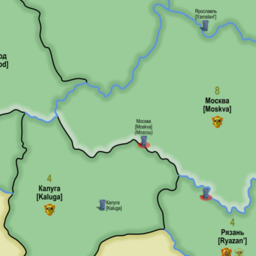 Ярославль
[Yaroslavl']
од
od]
8
Москва
[Moskva]
Москва
[Moskva]
(Moscow)
4
Калуга
[Kaluga]
Калуга
[Kaluga]
4
Рязань
[Ryazan']